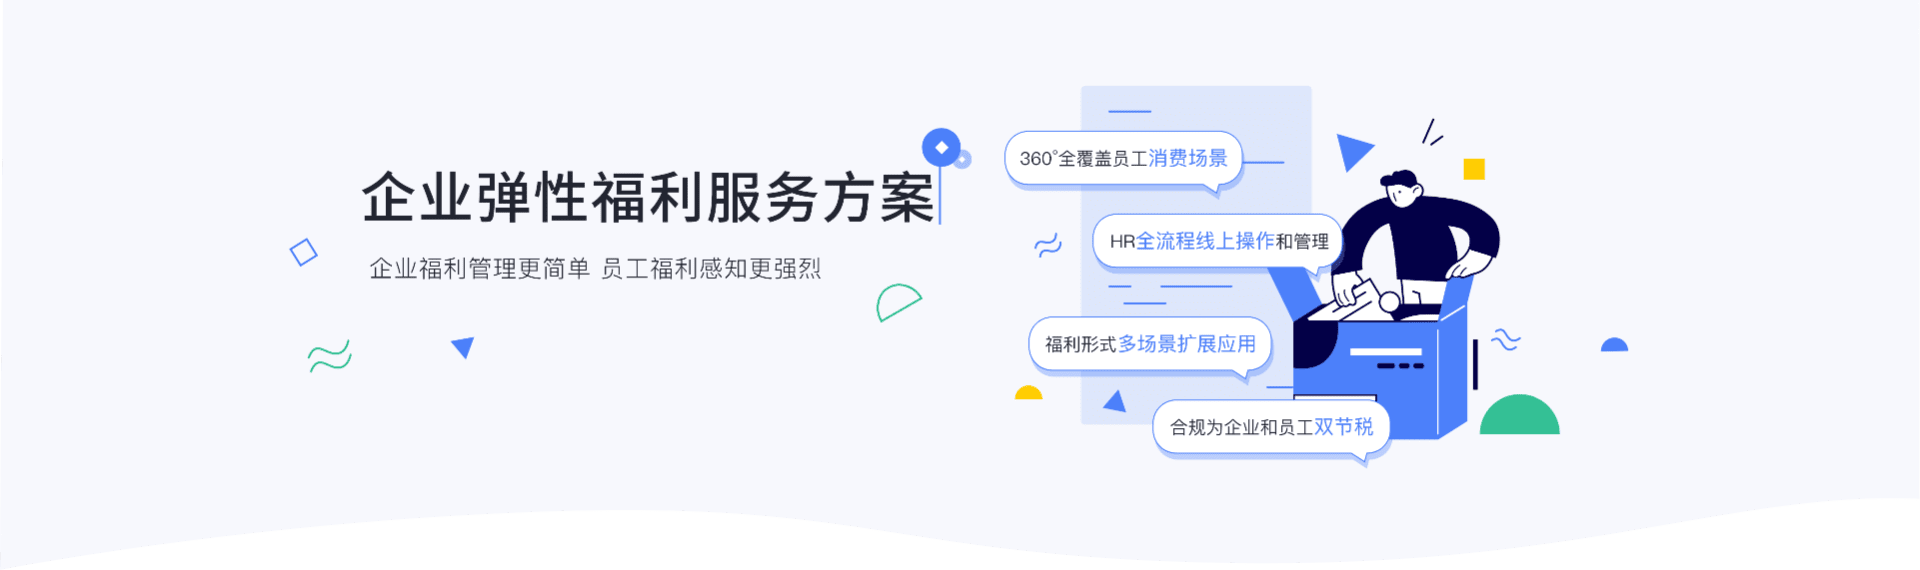 企业弹性福利服务方案
企业福利管理更简单 员工福利感知更强烈
360°全覆盖员工消费场景
HR全流程线上操作和管理
福利形式多场景扩展应用
合规为企业和员工双节税